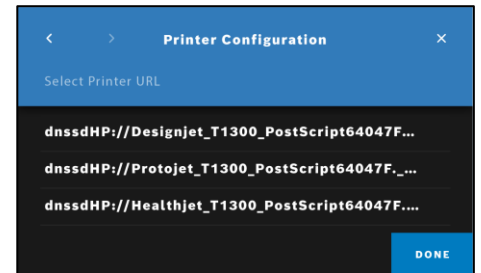 Printer Configuration
Select Printer URL
dnssdHP://Designjet_T1300_PostScript64047F...
dnssdHP://Protojet_T1300_PostScript64047F._...
dnssdHP://Healthjet_T1300_PostScript64047F....
DONE